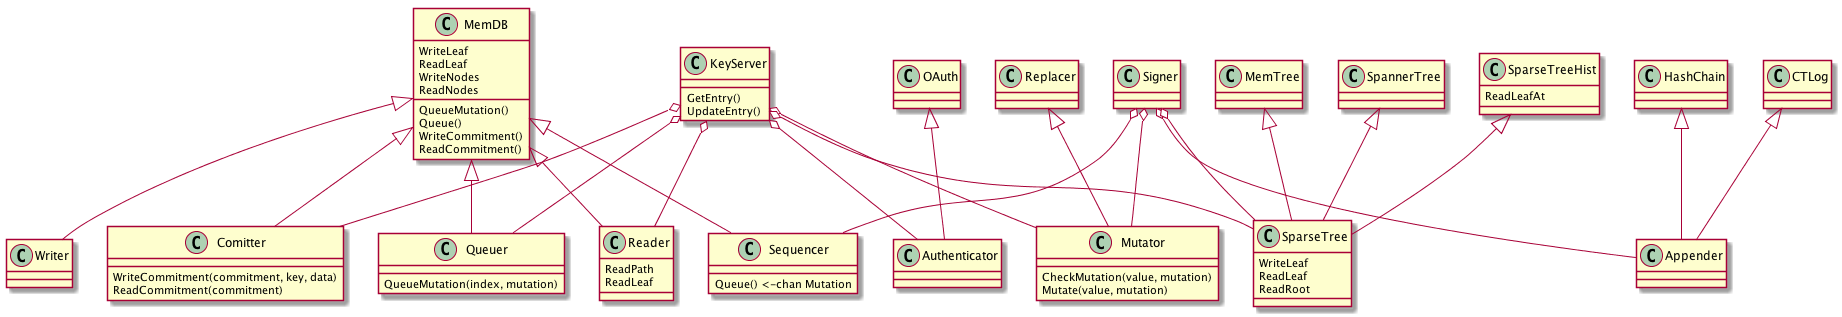 C MemDB
WriteLeaf
ReadLeaf
WriteNodes
ReadNodes
QueueMutation()
Queue()
WriteCommitment()
ReadCommitment()
C KeyServer
GetEntry()
UpdateEntry()
C OAuth
C Replacer
C Signer
C MemTree
C SpannerTree
C SparseTreeHist
ReadLeafAt
C HashChain
C CTLog
C Writer
C Comitter
WriteCommitment(commitment, key, data)
ReadCommitment(commitment)
C Queuer
QueueMutation(index, mutation)
C Reader
ReadPath
ReadLeaf
C Sequencer
Queue() <-chan Mutation
C Authenticator
C Mutator
CheckMutation(value, mutation)
Mutate(value, mutation)
C SparseTree
WriteLeaf
ReadLeaf
ReadRoot
C Appender